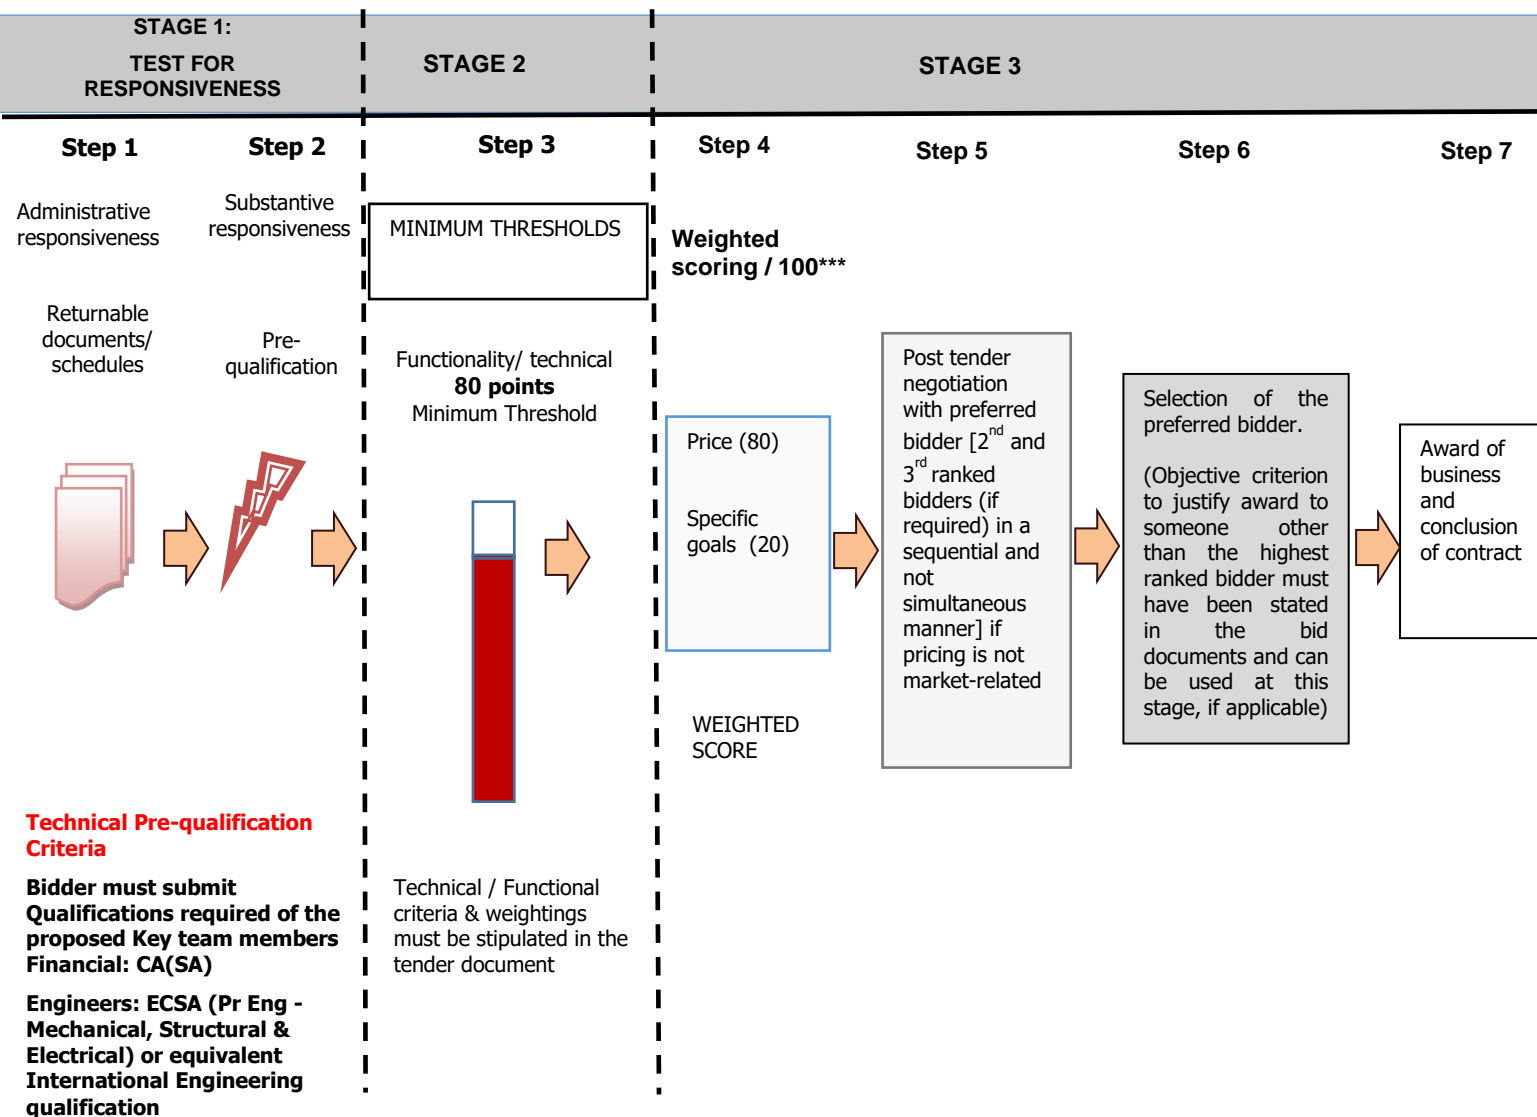 STAGE 1:
TEST FOR
RESPONSIVENESS
STAGE 2
STAGE 3
Step 1
Step 2
Step 3
Step 4
Step 5
Step 6
Step 7
Administrative
responsiveness
Returnable
documents/
schedules
Substantive
responsiveness
Pre-
qualification
MINIMUM THRESHOLDS
Functionality/ technical
80 points
Minimum Threshold
Weighted
scoring / 100***
Price (80)
Specific
goals (20)
WEIGHTED
SCORE
Post tender
negotiation
with preferred
bidder [2nd and
3rd ranked
bidders (if
required) in a
sequential and
not
simultaneous
manner] if
pricing is not
market-related
Selection of the
preferred bidder.
(Objective criterion
to justify award to
someone other
than the highest
ranked bidder must
have been stated
in the bid
documents and can
be used at this
stage, if applicable)
Award of
business
and
conclusion
of contract
Technical Pre-qualification
Criteria
Bidder must submit
Qualifications required of the
proposed Key team members
Financial: CA(SA)
Engineers: ECSA (Pr Eng -
Mechanical, Structural &
Electrical) or equivalent
International Engineering
qualification
Technical / Functional
criteria & weightings
must be stipulated in the
tender document